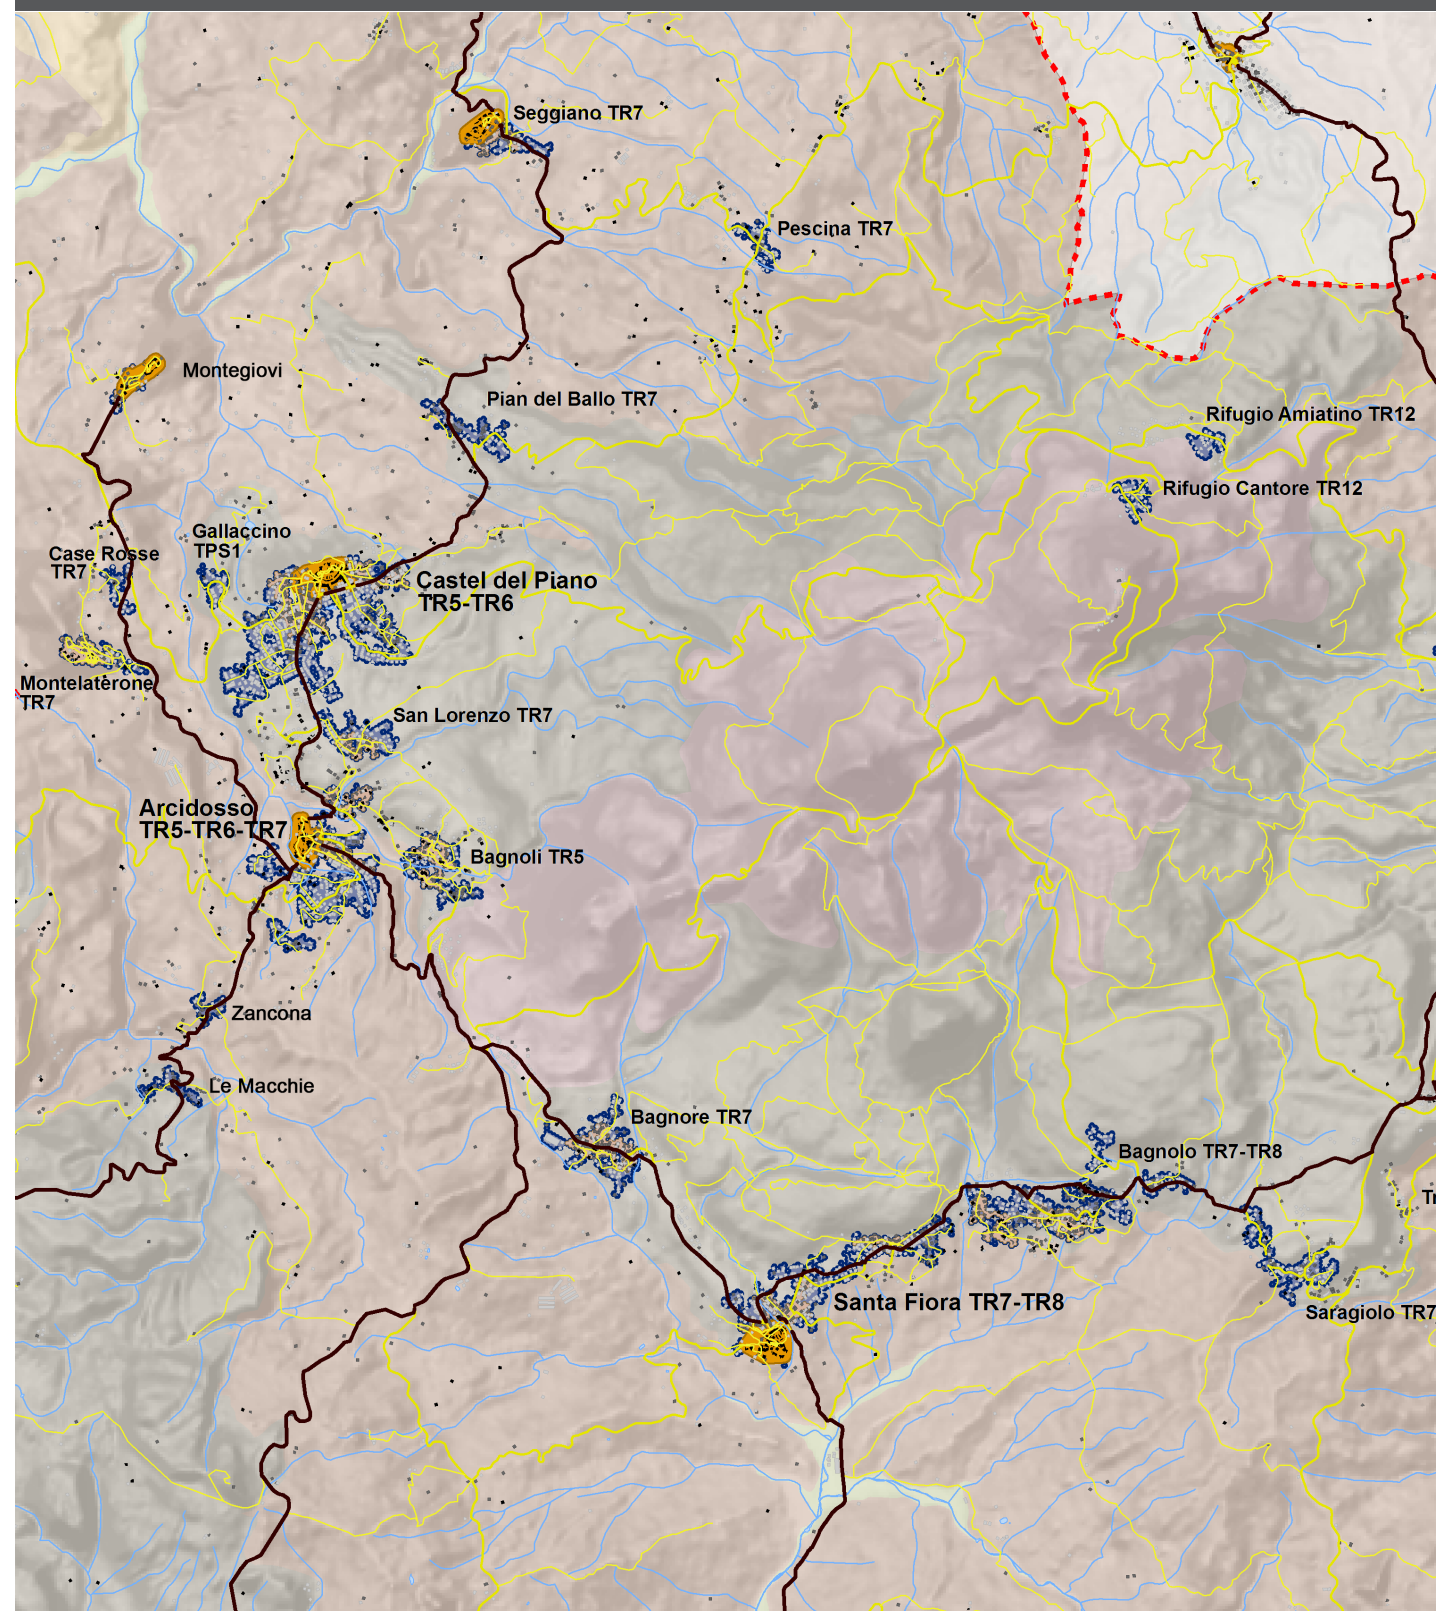 Seggiano TR7
Pescina TR7
Montegiovi
Pian del Ballo TR7
Rifugio Amiatino TR12
Rifugio Cantore TR12
Gallaccino
TPS1
Case Rosse
TR7
Castel del Piano
TR5-TR6
Montelaterone
TR7
San Lorenzo TR7
Arcidosso
TR5-TR6-TR7
Bagnoli TR5
Zancona
Le Macchie
Bagnore TR7
Bagnolo TR7-TR8
Tr
Santa Fiora TR7-TR8
Saragiolo TR7